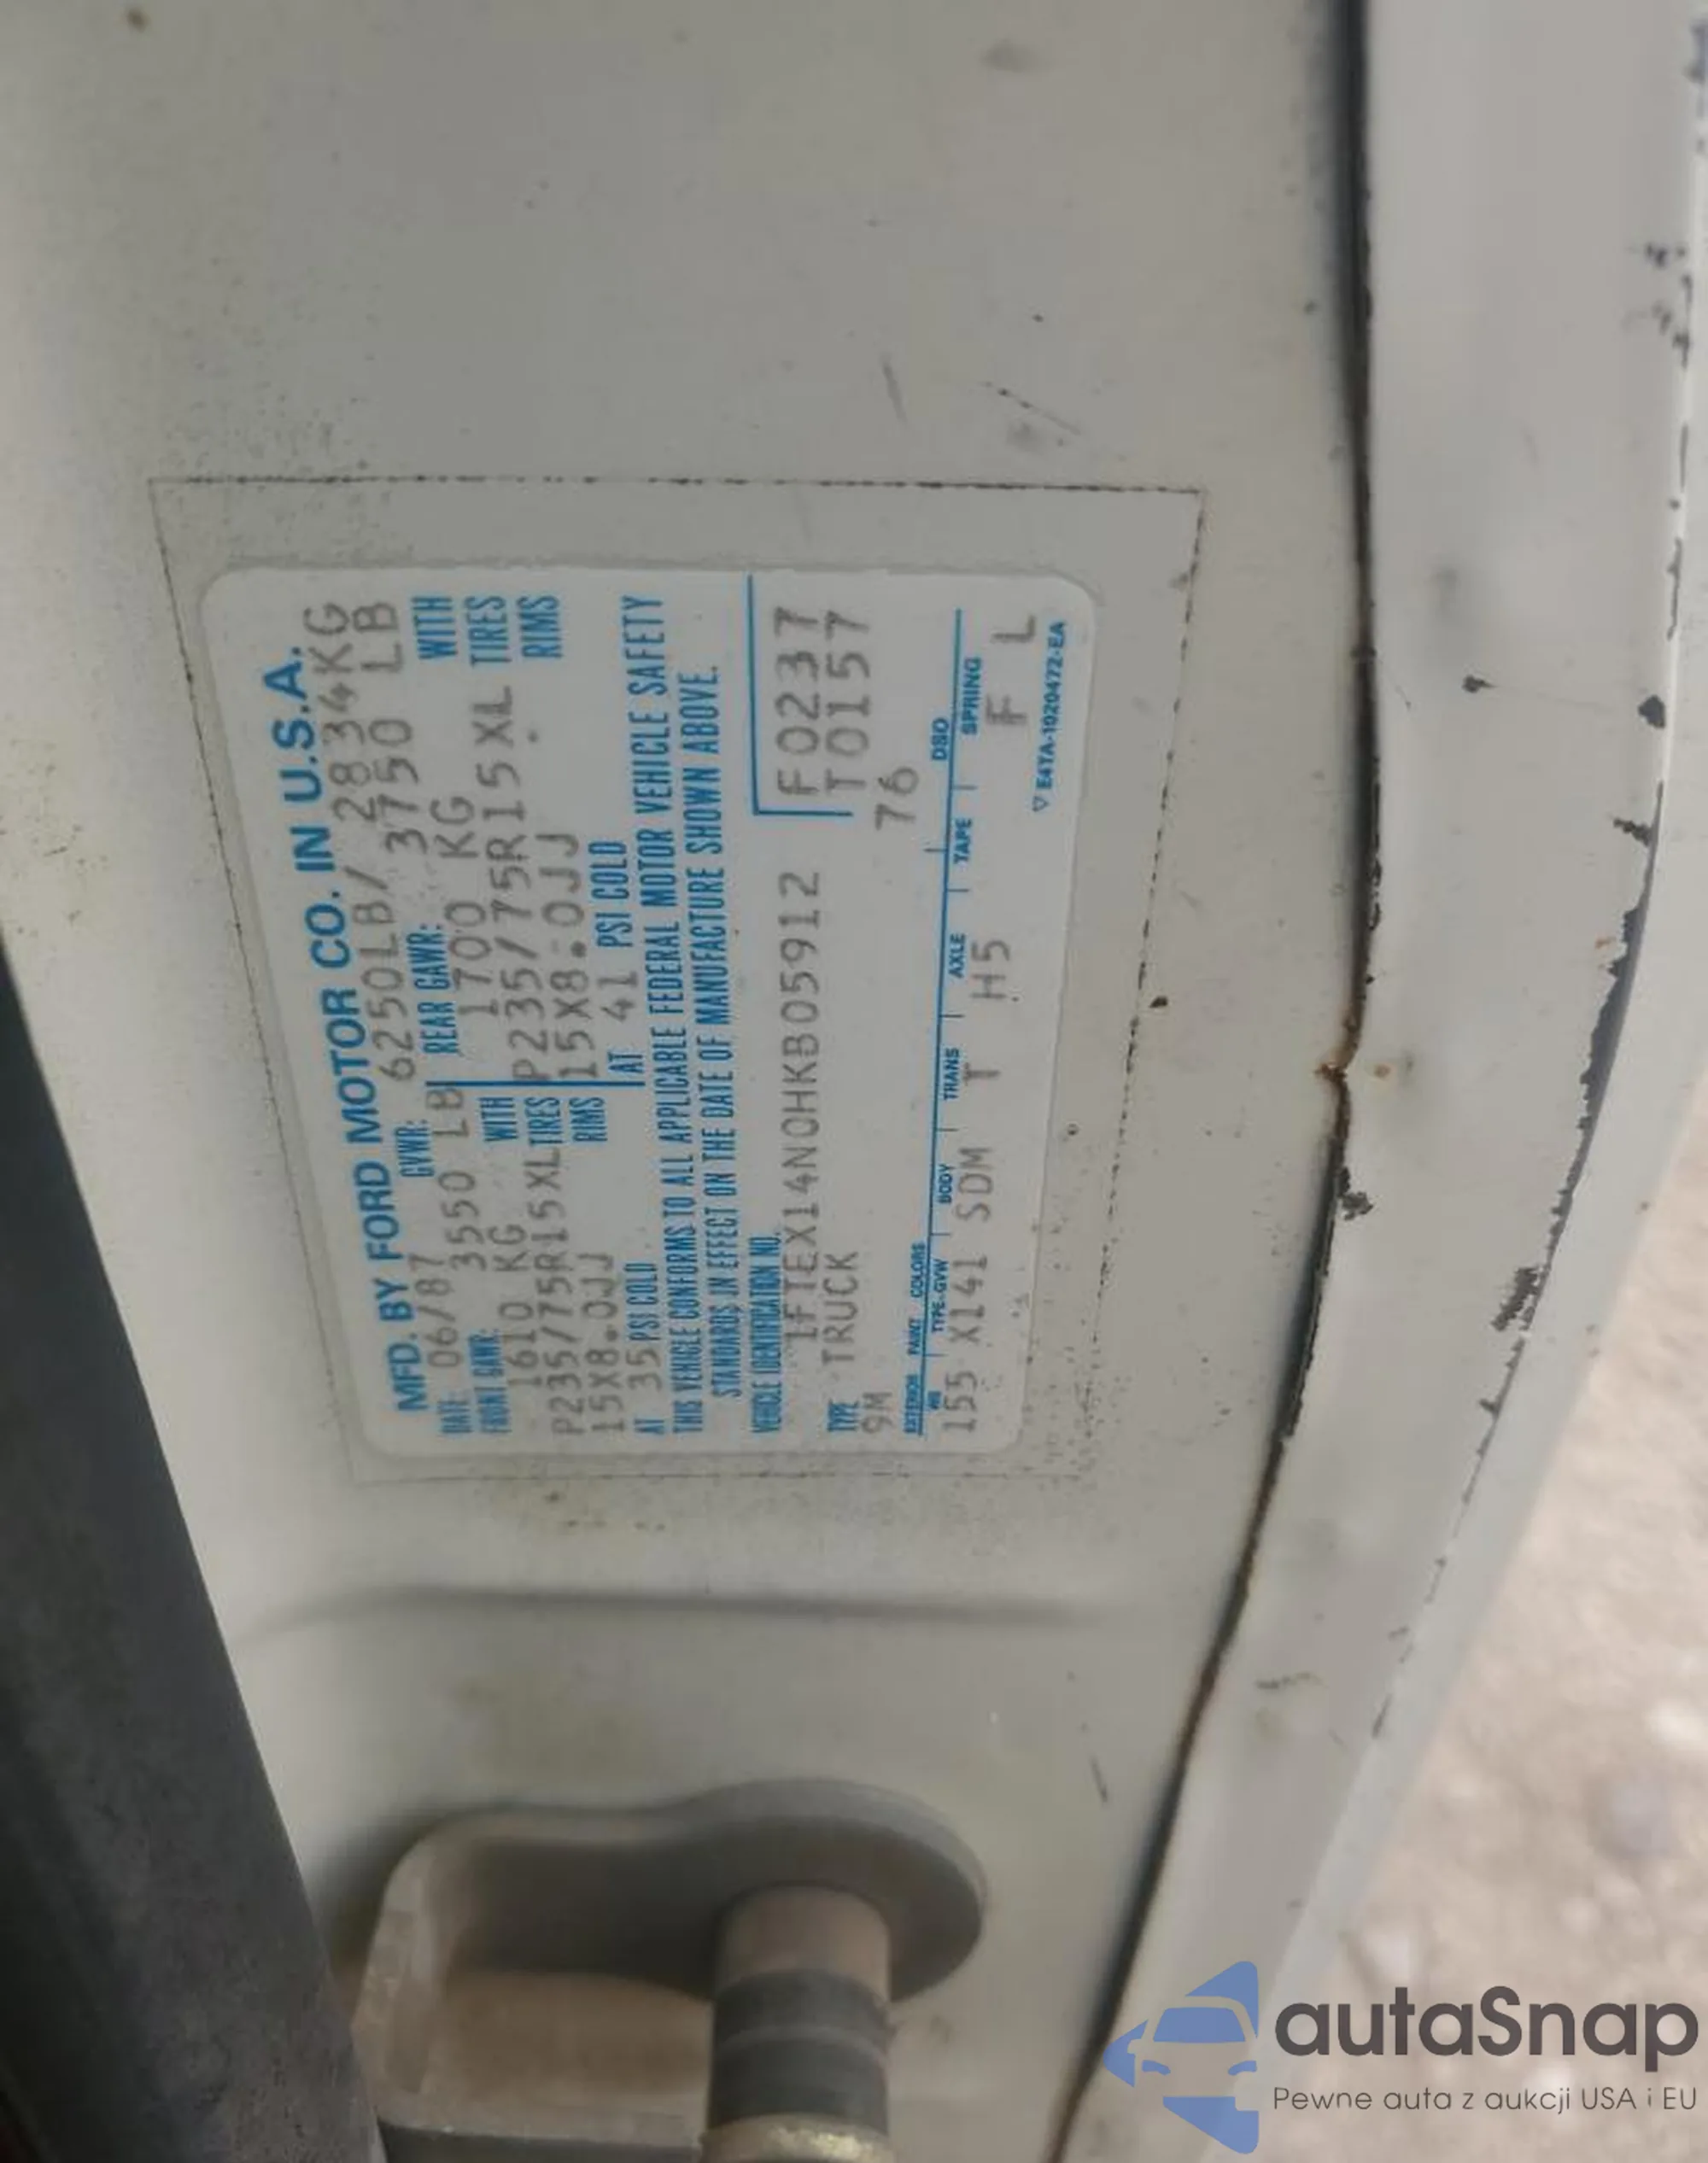 MFD. BY FORD MOTOR CO. IN U.S.A.
DATE: 06/87 GVWR: 6250LB/ 2834KG
FRONT GAWR: 3550 LB REAR GAWR: 3750 LB
1610 KG WITH 1700 KG WITH
P235/75R15XL TIRES P235/75R15XL TIRES
15X8.0JJ RIMS 15X8.0JJ RIMS
AT 35 PSI COLD AT 41 PSI COLD
THIS VEHICLE CONFORMS TO ALL APPLICABLE FEDERAL MOTOR VEHICLE SAFETY
STANDARDS IN EFFECT ON THE DATE OF MANUFACTURE SHOWN ABOVE.
VEHICLE IDENTIFICATION NO.
1FTEX14N0HKB05912 F0237
TYPE TRUCK T0157
9M 76
EXTERIOR PAINT COLORS DSO
WB TYPE-GVW BODY TRANS AXLE TAPE SPRING
155 X141 SDM T H5 F L
▽ E4TA-1020472-EA
autaSnap
Pewne auta z aukcji USA i EU